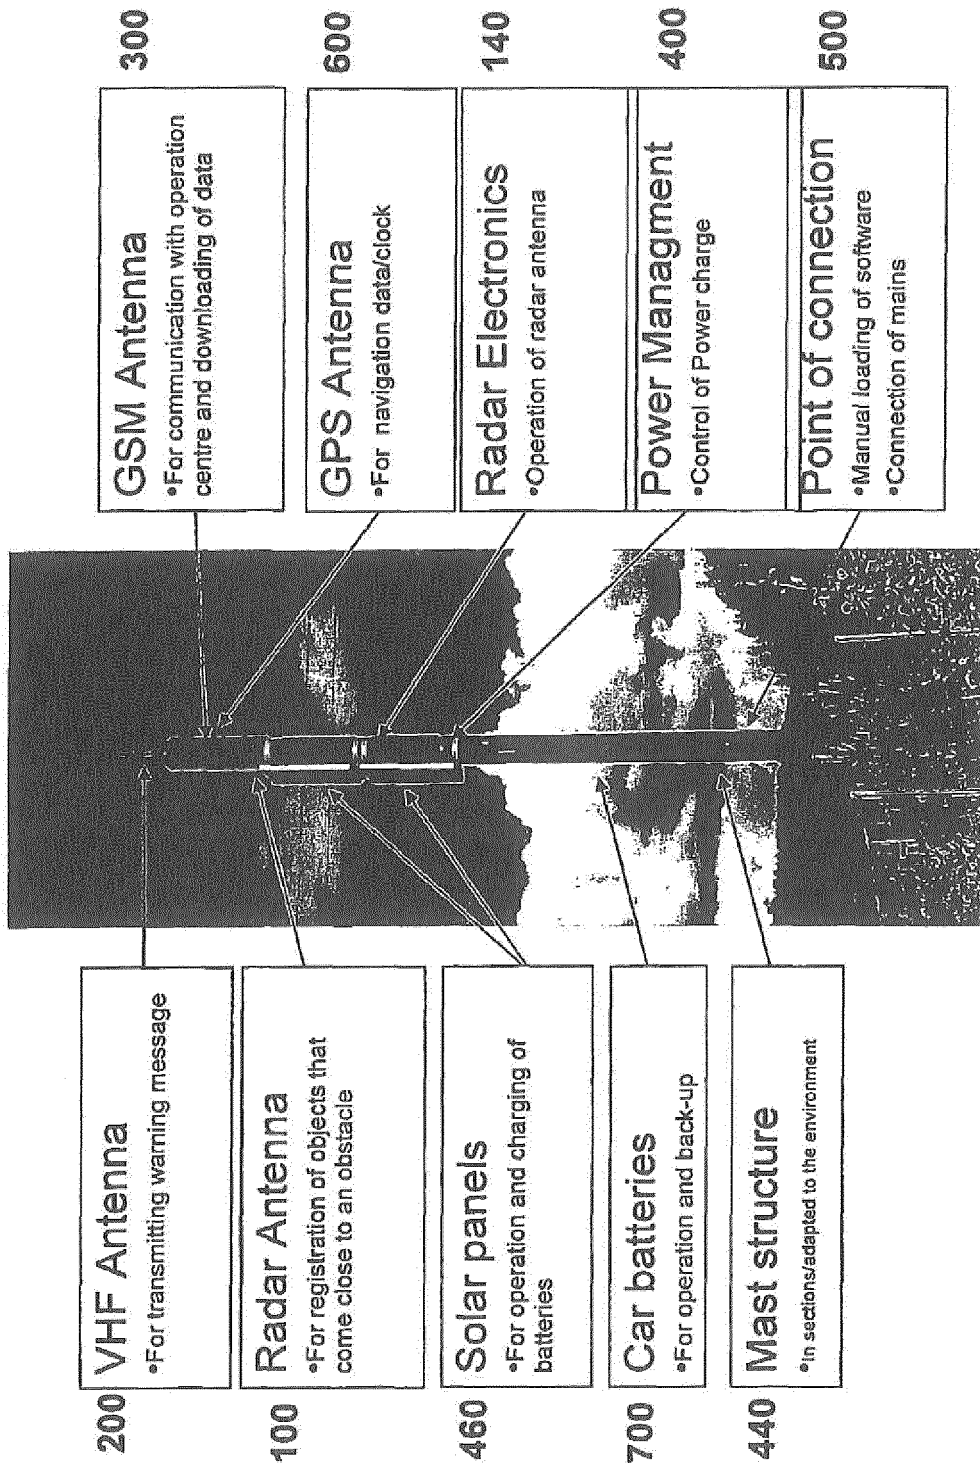 200
VHF Antenna
•For transmitting warning message
100
Radar Antenna
•For registration of objects that
come close to an obstacle
460
Solar panels
•For operation and charging of
batteries
700
Car batteries
•For operation and back-up
440
Mast structure
•In sections/adapted to the environment
GSM Antenna
•For communication with operation
centre and downloading of data
300
GPS Antenna
•For navigation data/clock
600
Radar Electronics
•Operation of radar antenna
140
Power Managment
•Control of Power charge
400
Point of connection
•Manual loading of software
•Connection of mains
500